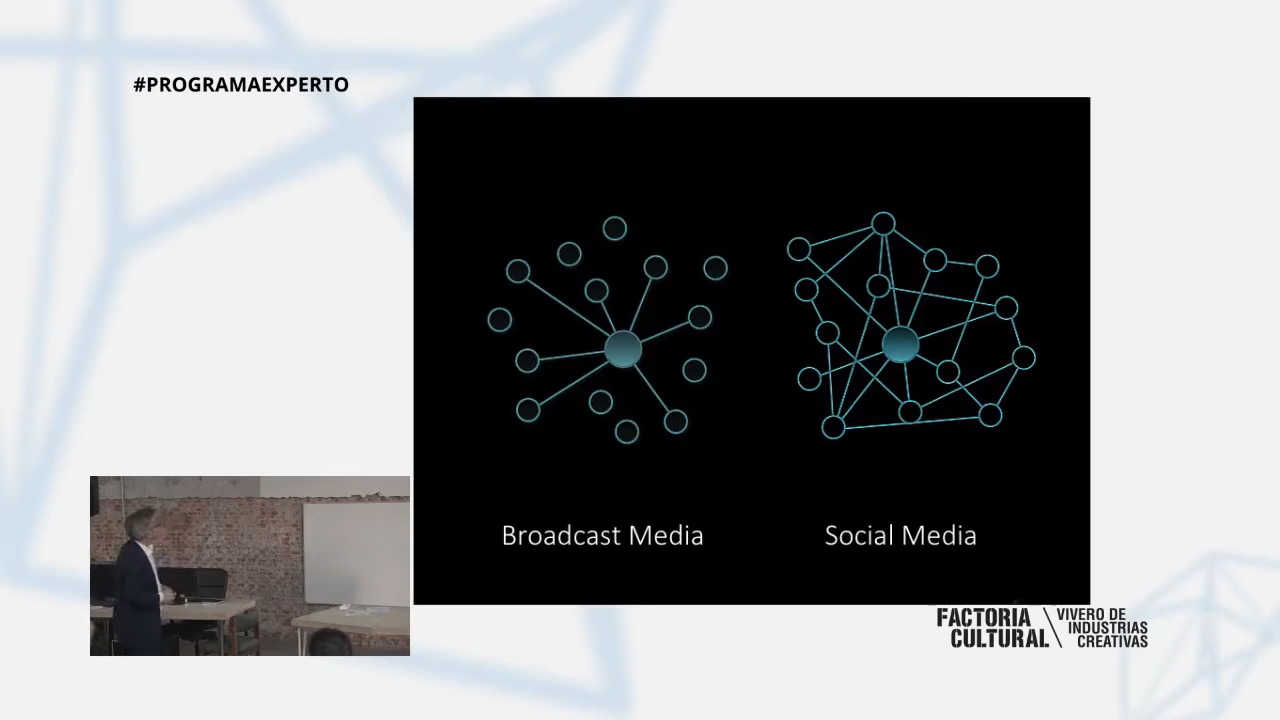 #PROGRAMAEXPERTO
Broadcast Media
Social Media
FACTORIA
CULTURAL
VIVERO DE
INDUSTRIAS
CREATIVAS